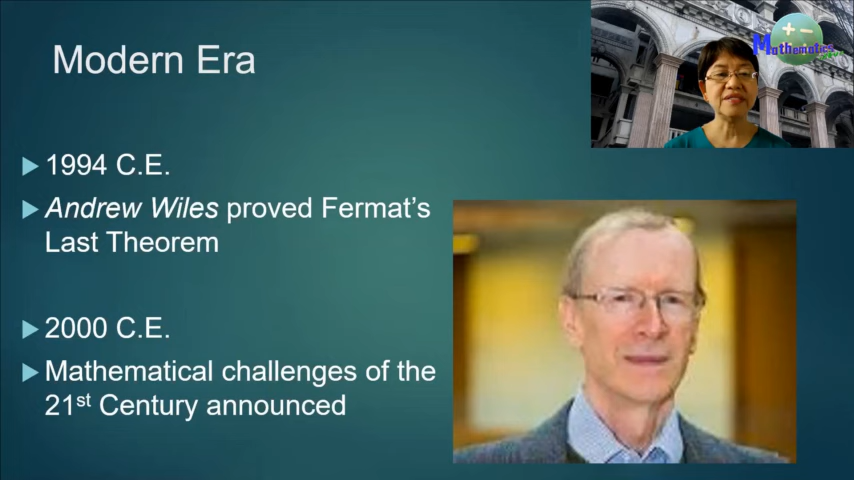 Modern Era
Mathematics
1994 C.E.
Andrew Wiles proved Fermat's
Last Theorem
2000 C.E.
Mathematical challenges of the
21st Century announced